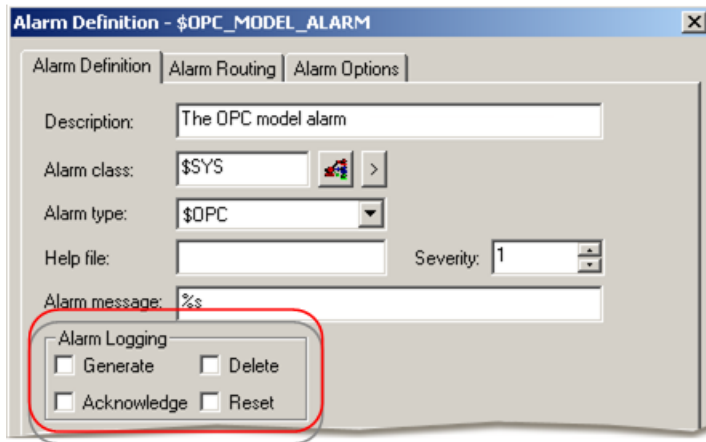 Alarm Definition - $OPC_MODEL_ALARM
Alarm Definition Alarm Routing Alarm Options
Description: The OPC model alarm
Alarm class: $SYS >
Alarm type: $OPC
Help file: Severity: 1
Alarm message: %s
Alarm Logging
Generate Delete
Acknowledge Reset